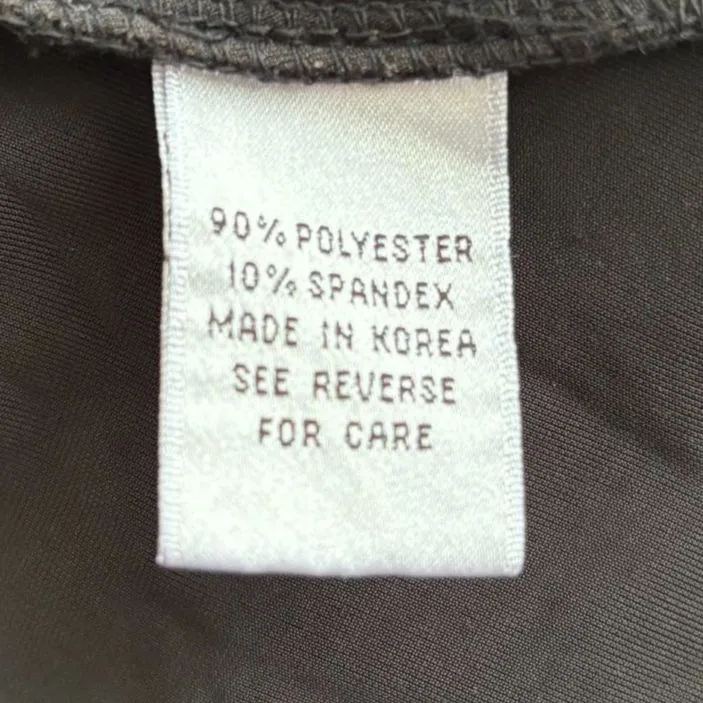 90% POLYESTER
10% SPANDEX
MADE IN KOREA
SEE REVERSE
FOR CARE